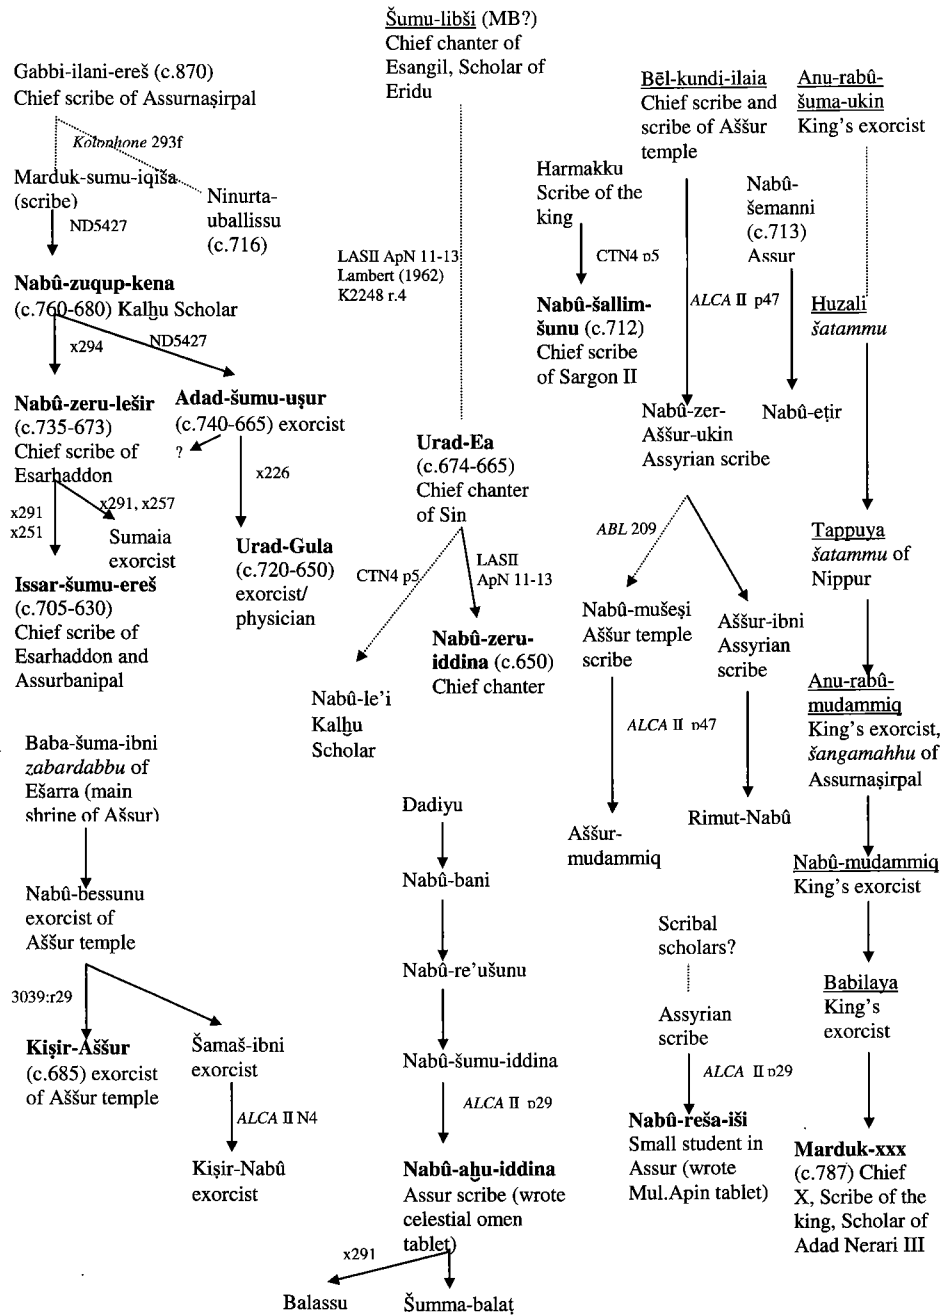 Šumu-libši (MB?)
Chief chanter of
Esangil, Scholar of
Eridu
Gabbi-ilani-ereš (c.870)
Chief scribe of Assurnaṣirpal
Kolophone 293f
Marduk-sumu-iqiša
(scribe)
Ninurta-
uballissu
(c.716)
ND5427
Nabû-zuqup-kena
(c.760-680) Kalḫu Scholar
x294
ND5427
Nabû-zeru-lešir
(c.735-673)
Chief scribe of
Esarhaddon
Adad-šumu-uṣur
(c.740-665) exorcist
?
x226
x291
x251
x291, x257
Sumaia
exorcist
Urad-Gula
(c.720-650)
exorcist/
physician
Issar-šumu-ereš
(c.705-630)
Chief scribe of
Esarhaddon and
Assurbanipal
LASII ApN 11-13
Lambert (1962)
K2248 r.4
Urad-Ea
(c.674-665)
Chief chanter
of Sin
CTN4 p5
LASII
ApN 11-13
Nabû-le’i
Kalḫu
Scholar
Nabû-zeru-
iddina (c.650)
Chief chanter
Harmakku
Scribe of the
king
CTN4 p5
Nabû-šallim-
šunu (c.712)
Chief scribe
of Sargon II
Bēl-kundi-ilaia
Chief scribe and
scribe of Aššur
temple
ALCA II p47
Nabû-zer-
Aššur-ukin
Assyrian scribe
ABL 209
Nabû-mušeṣi
Aššur temple
scribe
Aššur-ibni
Assyrian
scribe
ALCA II p47
Aššur-
mudammiq
Rimut-Nabû
Nabû-
šemanni
(c.713)
Assur
Nabû-eṭir
Anu-rabû-
šuma-ukin
King’s exorcist
Huzali
šatammu
Tappuya
šatammu of
Nippur
Anu-rabû-
mudammiq
King’s exorcist,
šangamahhu of
Assurnaṣirpal
Nabû-mudammiq
King’s exorcist
Babilaya
King’s
exorcist
Marduk-xxx
(c.787) Chief
X, Scribe of the
king, Scholar of
Adad Nerari III
Baba-šuma-ibni
zabardabbu of
Ešarra (main
shrine of Ašsur)
Nabû-bessunu
exorcist of
Aššur temple
3039:r29
Kiṣir-Aššur
(c.685) exorcist
of Aššur temple
Šamaš-ibni
exorcist
ALCA II N4
Kiṣir-Nabû
exorcist
Dadiyu
Nabû-bani
Nabû-re’ušunu
Nabû-šumu-iddina
ALCA II p29
Nabû-aḫu-iddina
Assur scribe (wrote
celestial omen
tablet)
x291
Balassu
Šumma-balaṭ
Scribal
scholars?
Assyrian
scribe
ALCA II p29
Nabû-reša-iši
Small student in
Assur (wrote
Mul.Apin tablet)